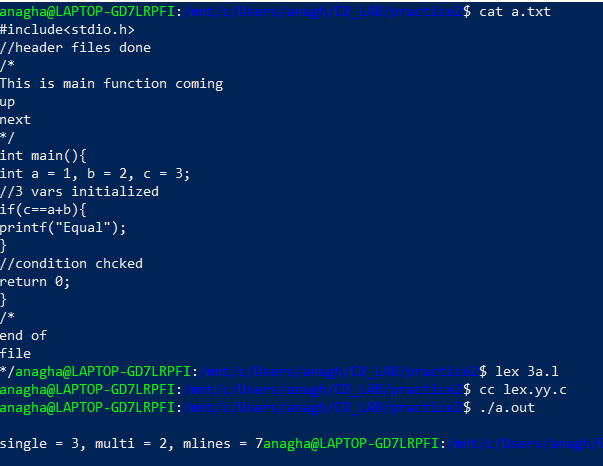 anagha@LAPTOP-GD7LRPFI:/mnt/c/Users/anagh/CD_LAB/practice2$ cat a.txt
#include<stdio.h>
//header files done
/*
This is main function coming
up
next
*/
int main(){
int a = 1, b = 2, c = 3;
//3 vars initialized
if(c==a+b){
printf("Equal");
}
//condition chcked
return 0;
}
/*
end of
file
*/anagha@LAPTOP-GD7LRPFI:/mnt/c/Users/anagh/CD_LAB/practice2$ lex 3a.l
anagha@LAPTOP-GD7LRPFI:/mnt/c/Users/anagh/CD_LAB/practice2$ cc lex.yy.c
anagha@LAPTOP-GD7LRPFI:/mnt/c/Users/anagh/CD_LAB/practice2$ ./a.out
single = 3, multi = 2, mlines = 7anagha@LAPTOP-GD7LRPFI:/mnt/c/Users/anagh/